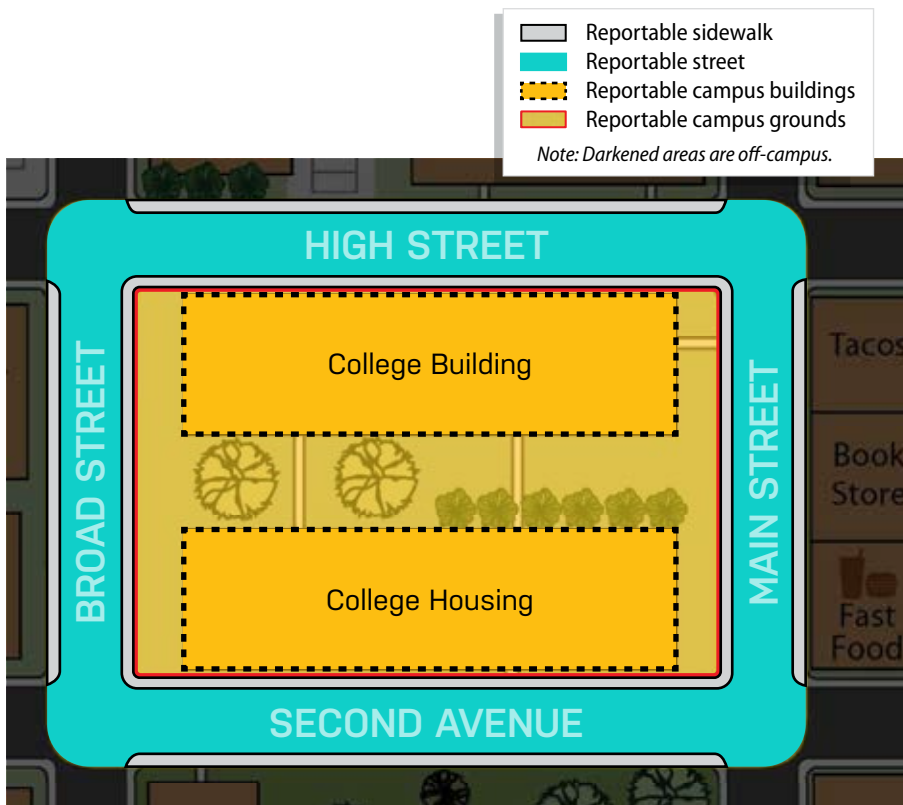 Reportable sidewalk
Reportable street
Reportable campus buildings
Reportable campus grounds
Note: Darkened areas are off-campus.
HIGH STREET
BROAD STREET
College Building
College Housing
MAIN STREET
Tacos
Book
Store
Fast
Food
SECOND AVENUE